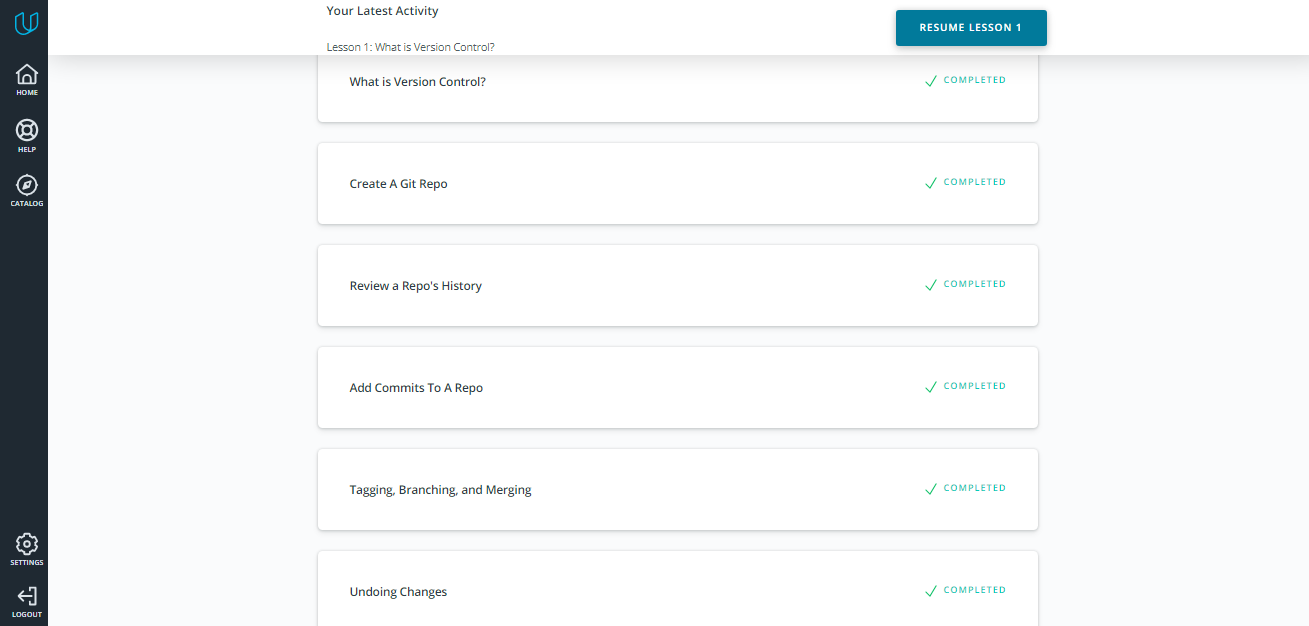 Your Latest Activity
RESUME LESSON 1
Lesson 1: What is Version Control?
HOME
HELP
CATALOG
SETTINGS
LOGOUT
What is Version Control?
COMPLETED
Create A Git Repo
COMPLETED
Review a Repo's History
COMPLETED
Add Commits To A Repo
COMPLETED
Tagging, Branching, and Merging
COMPLETED
Undoing Changes
COMPLETED